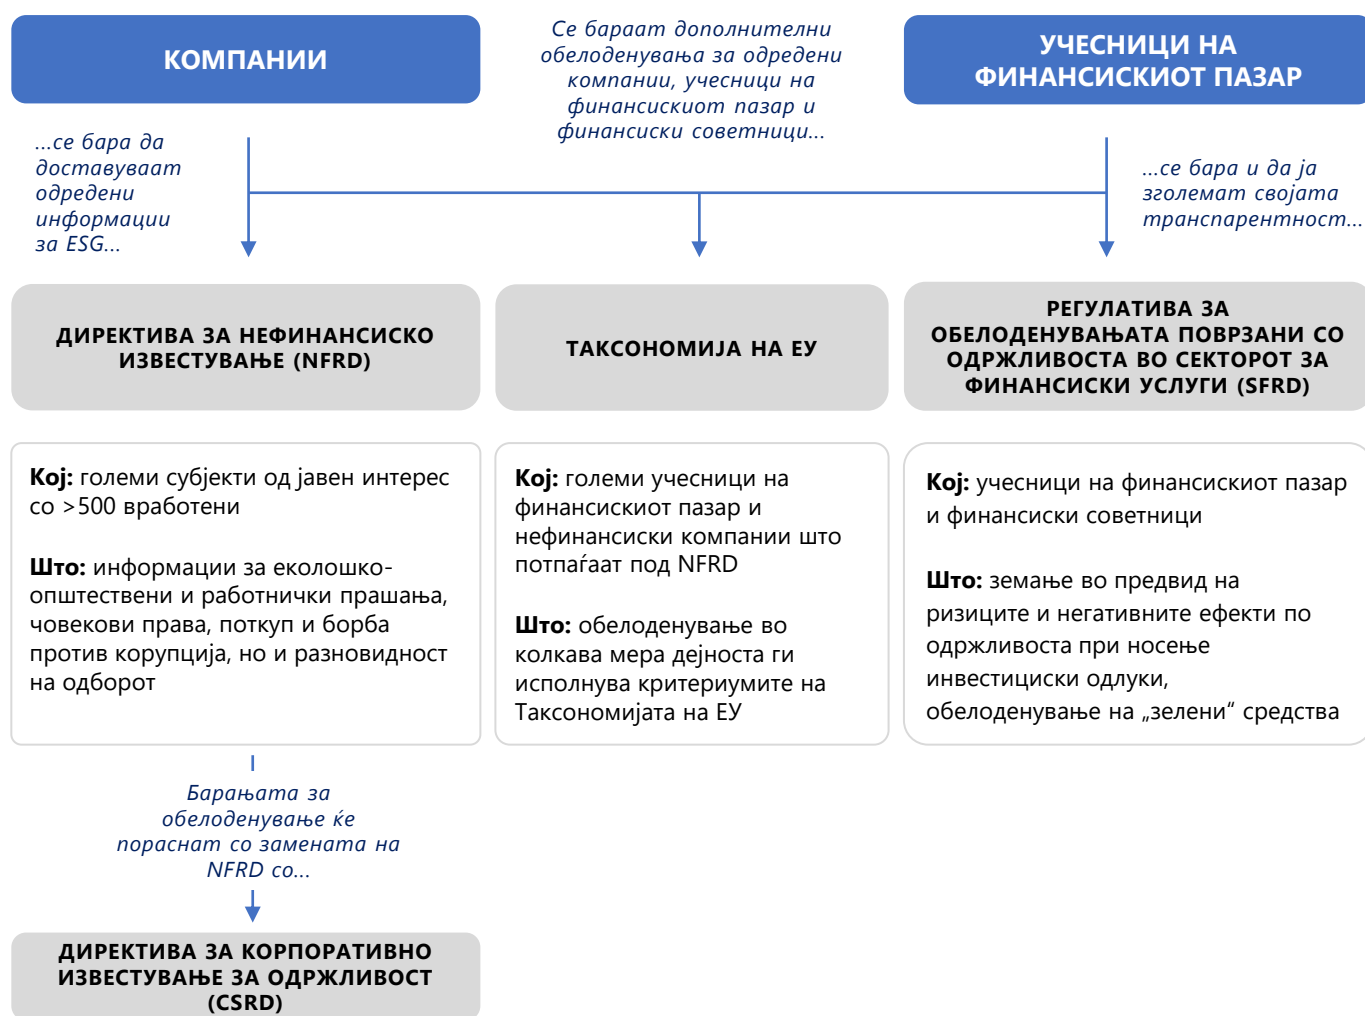 КОМПАНИИ
Се бараат дополнителни
обелоденувања за одредени
компании, учесници на
финансискиот пазар и
финансиски советници...
УЧЕСНИЦИ НА
ФИНАНСИСКИОТ ПАЗАР
...се бара да
доставуваат
одредени
информации
за ESG...
...се бара и да ја
зголемат својата
транспарентност...
ДИРЕКТИВА ЗА НЕФИНАНСИСКО
ИЗВЕСТУВАЊЕ (NFRD)
ТАКСОНОМИЈА НА ЕУ
РЕГУЛАТИВА ЗА
ОБЕЛОДЕНУВАЊАТА ПОВРЗАНИ СО
ОДРЖЛИВОСТА ВО СЕКТОРОТ ЗА
ФИНАНСИСКИ УСЛУГИ (SFRD)
Кој: големи субјекти од јавен интерес
со >500 вработени
Што: информации за еколошко-
општествени и работнички прашања,
човекови права, поткуп и борба
против корупција, но и разновидност
на одборот
Кој: големи учесници на
финансискиот пазар и
нефинансиски компании што
потпаѓаат под NFRD
Што: обелоденување во
колкава мера дејноста ги
исполнува критериумите на
Таксономијата на ЕУ
Кој: учесници на финансискиот пазар
и финансиски советници
Што: земање во предвид на
ризиците и негативните ефекти по
одржливоста при носење
инвестициски одлуки,
обелоденување на „зелени“ средства
Барањата за
обелоденување ќе
пораснат со замената на
NFRD со...
ДИРЕКТИВА ЗА КОРПОРАТИВНО
ИЗВЕСТУВАЊЕ ЗА ОДРЖЛИВОСТ
(CSRD)